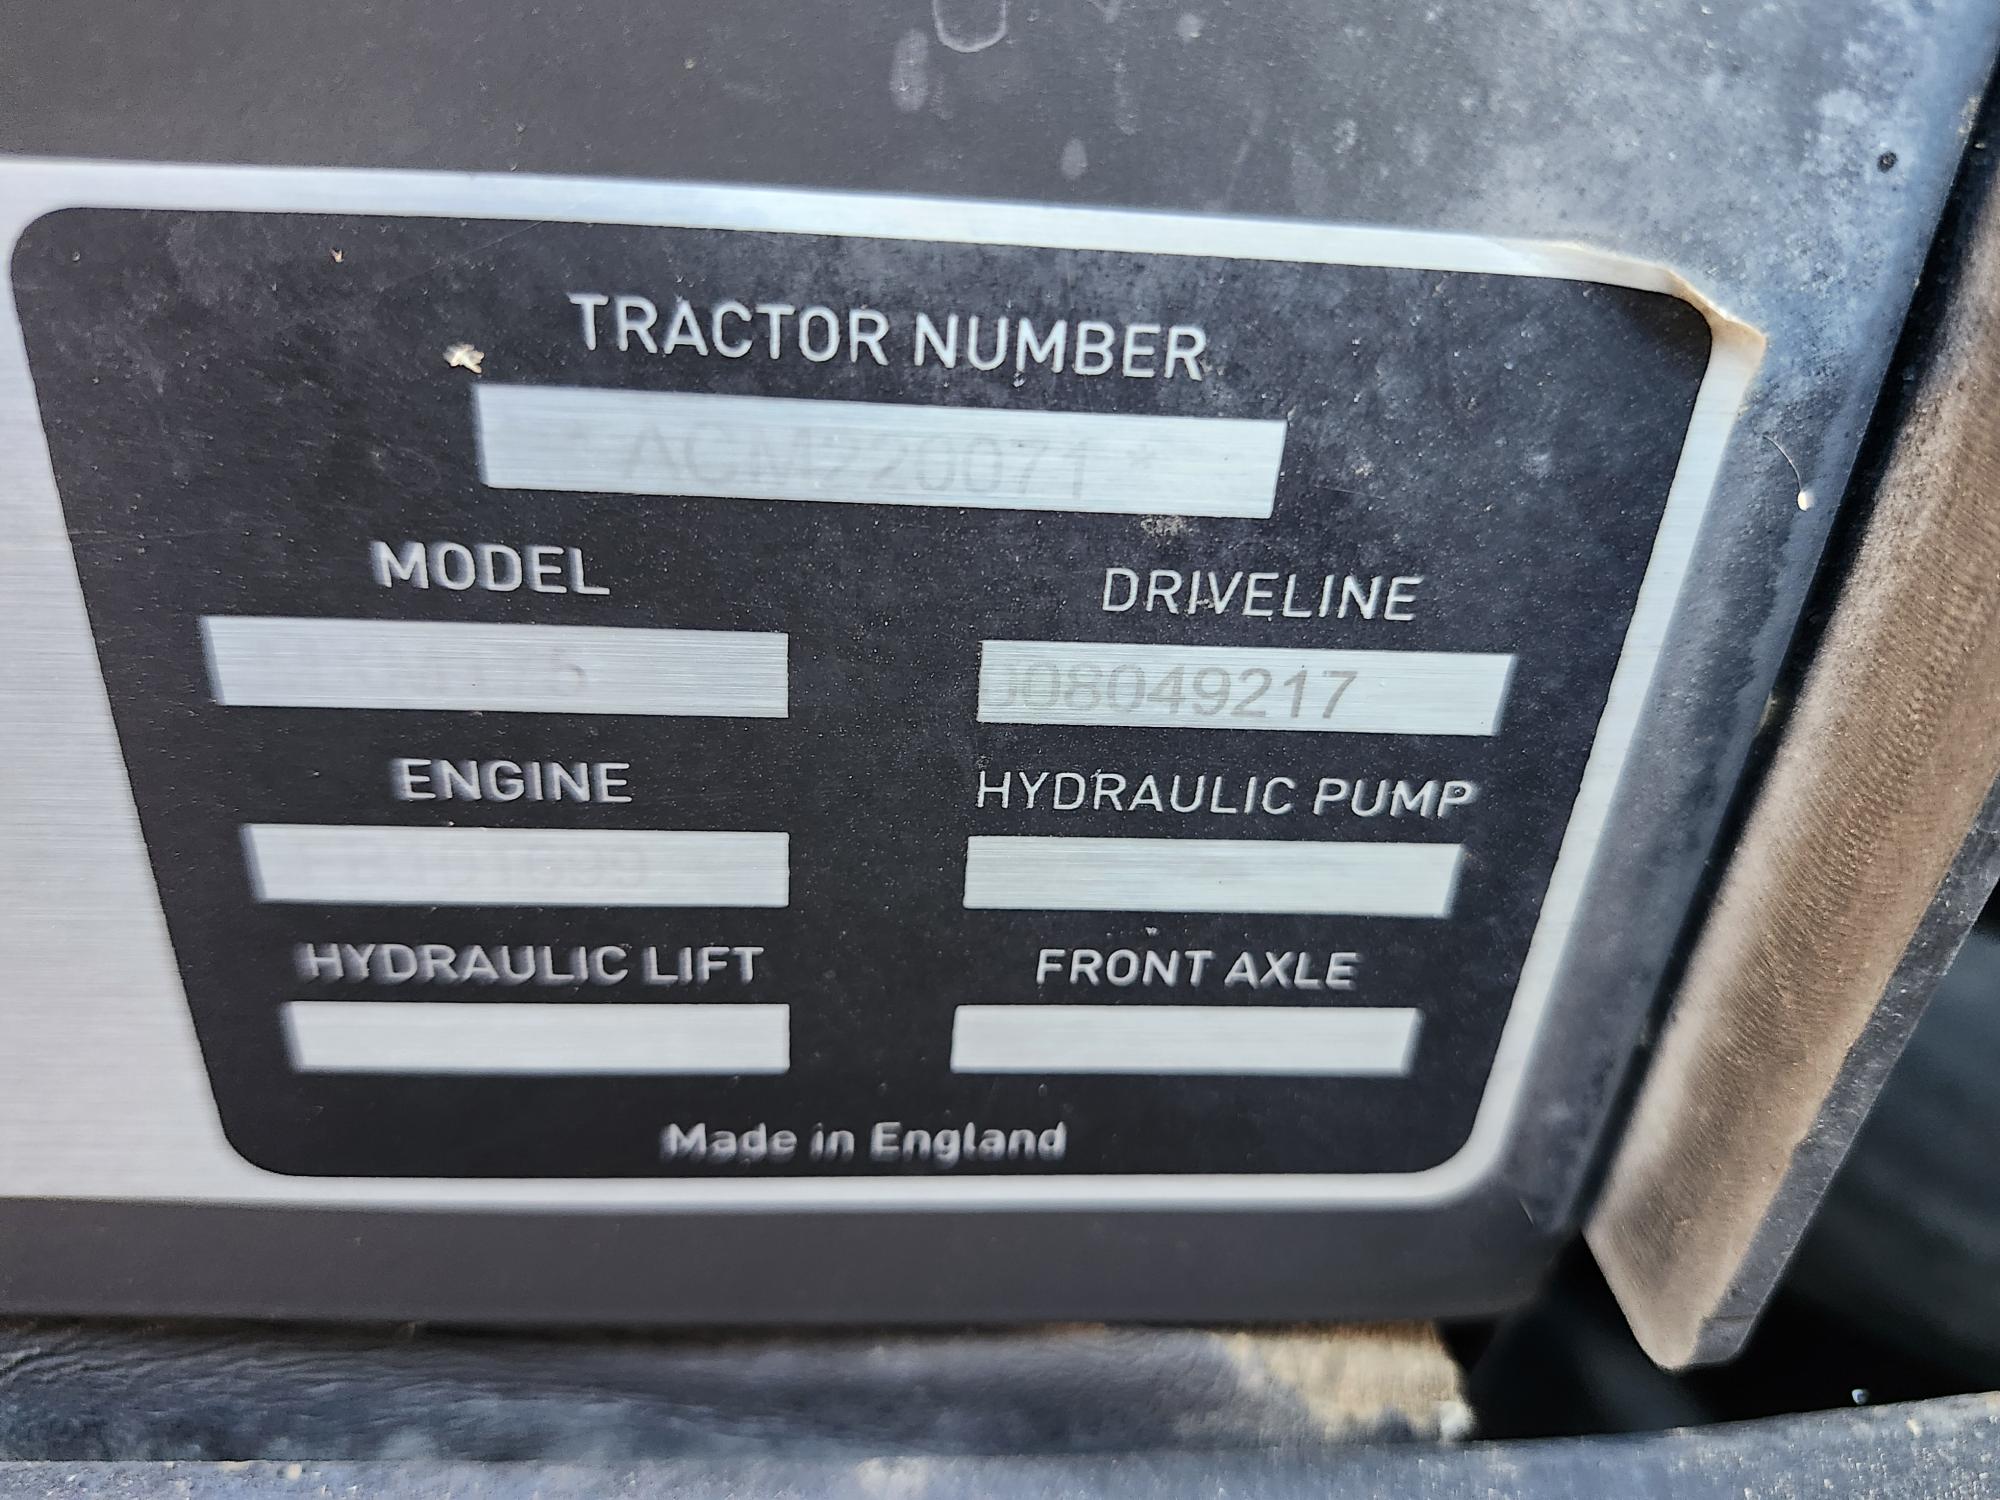 TRACTOR NUMBER
* ACM220071 *
MODEL
DRIVELINE
J08049217
ENGINE
HYDRAULIC PUMP
HYDRAULIC LIFT
FRONT AXLE
Made in England